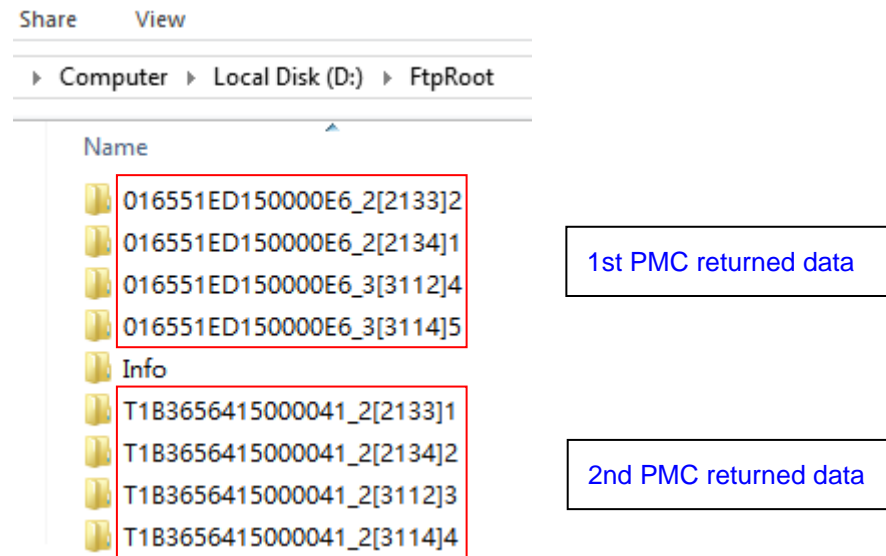 Share View
Computer Local Disk (D:) FtpRoot
Name
016551ED150000E6_2[2133]2
016551ED150000E6_2[2134]1
016551ED150000E6_3[3112]4
016551ED150000E6_3[3114]5
1st PMC returned data
Info
T1B3656415000041_2[2133]1
T1B3656415000041_2[2134]2
T1B3656415000041_2[3112]3
T1B3656415000041_2[3114]4
2nd PMC returned data